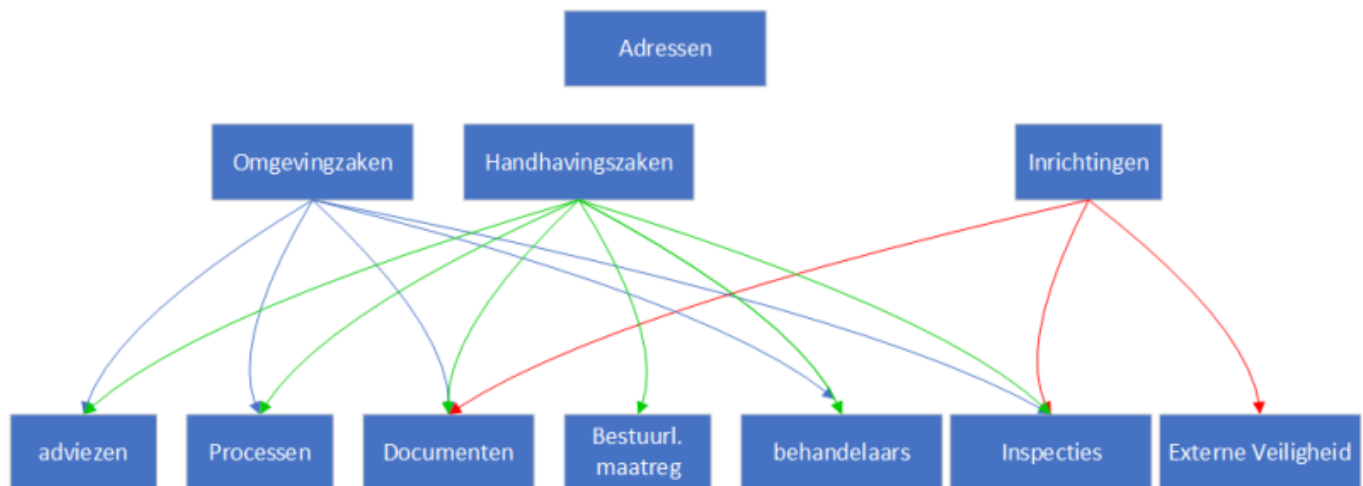 Adressen
Omgevingzaken
Handhavingszaken
Inrichtingen
adviezen
Processen
Documenten
Bestuurl.
maatreg
behandelaars
Inspecties
Externe Veiligheid